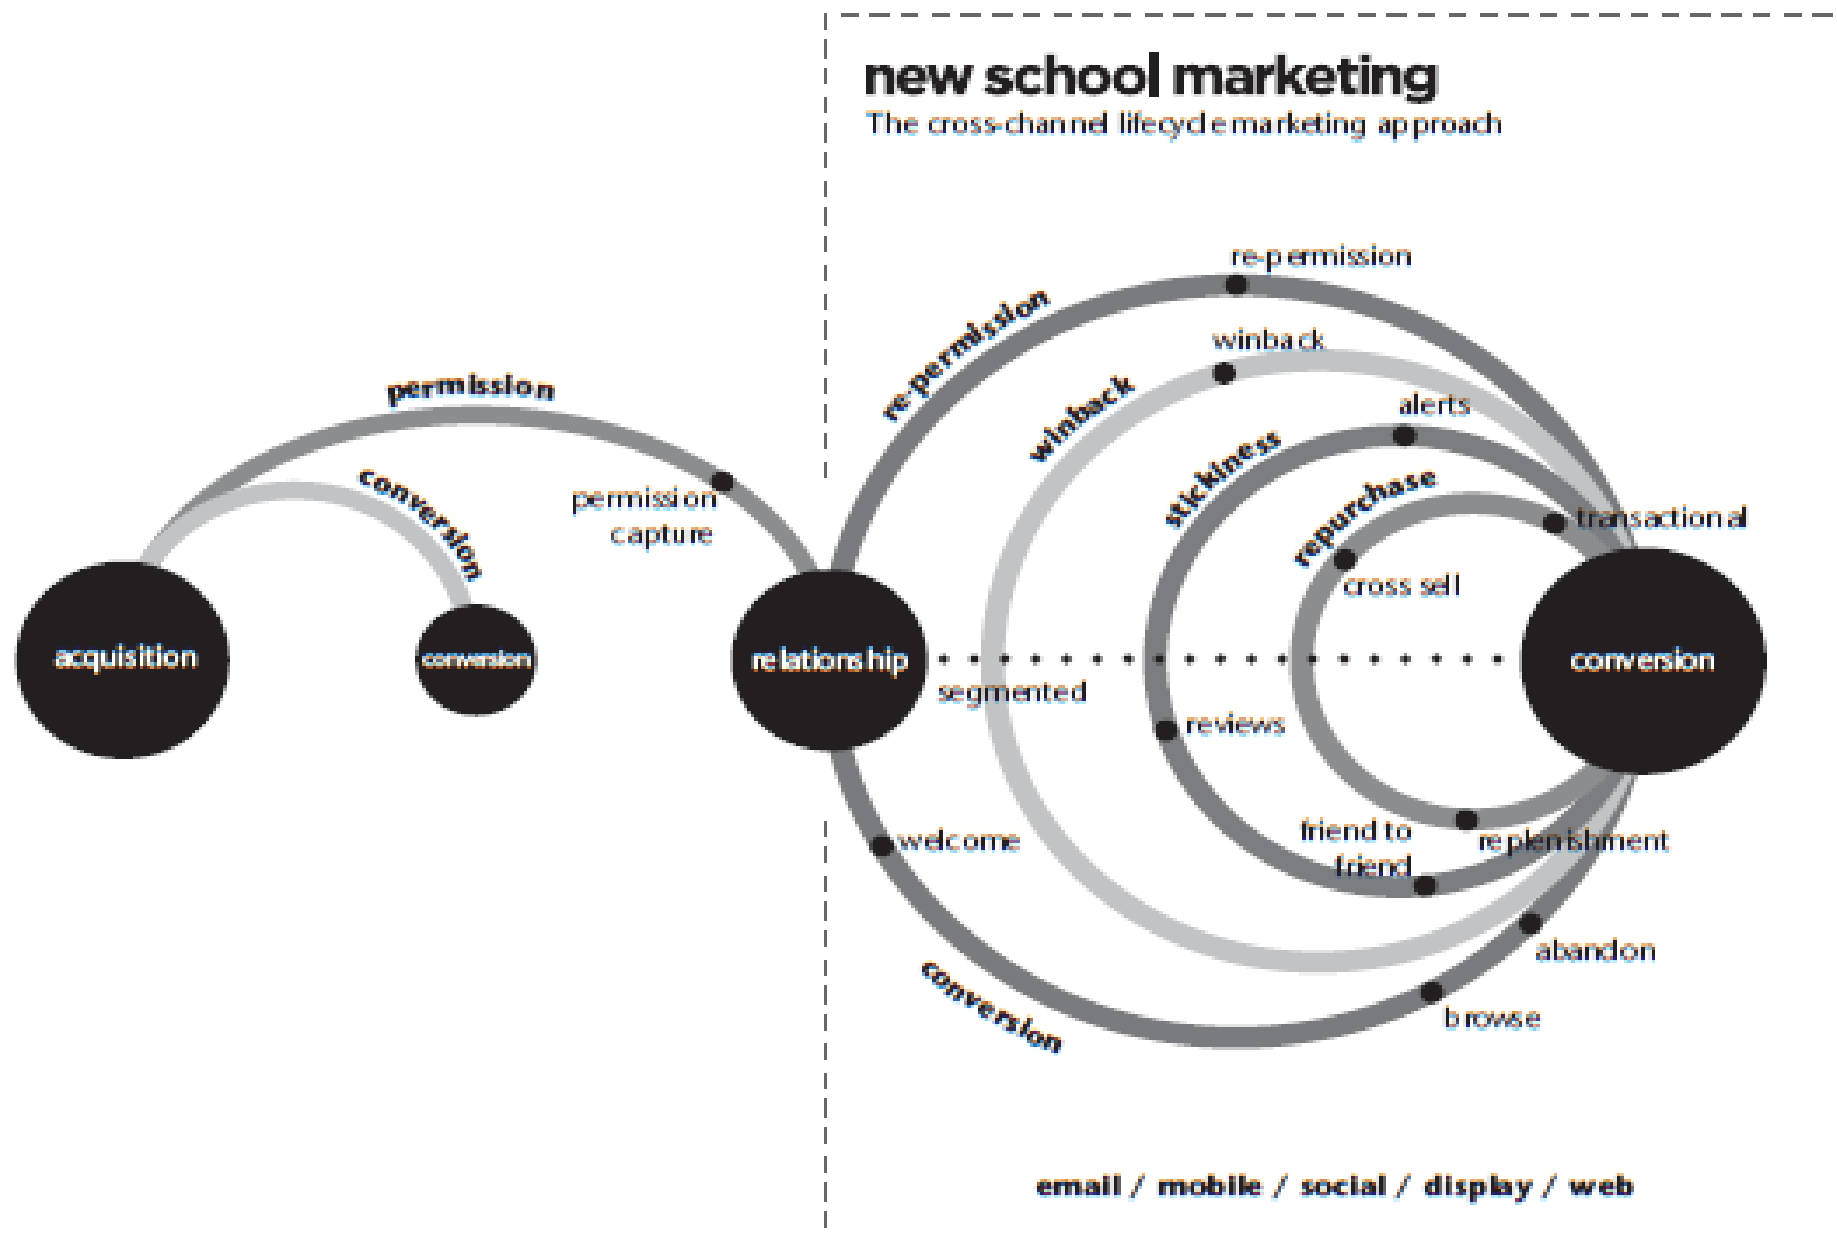 new school marketing
The cross-channel lifecycle marketing approach
re-permission
re-permission
winback
winback
alerts
stickiness
repurchase
transactional
cross sell
permission
conversion
permission
capture
acquisition
conversion
relationship
conversion
segmented
reviews
welcome
friend to
friend
replenishment
abandon
browse
conversion
email / mobile / social / display / web